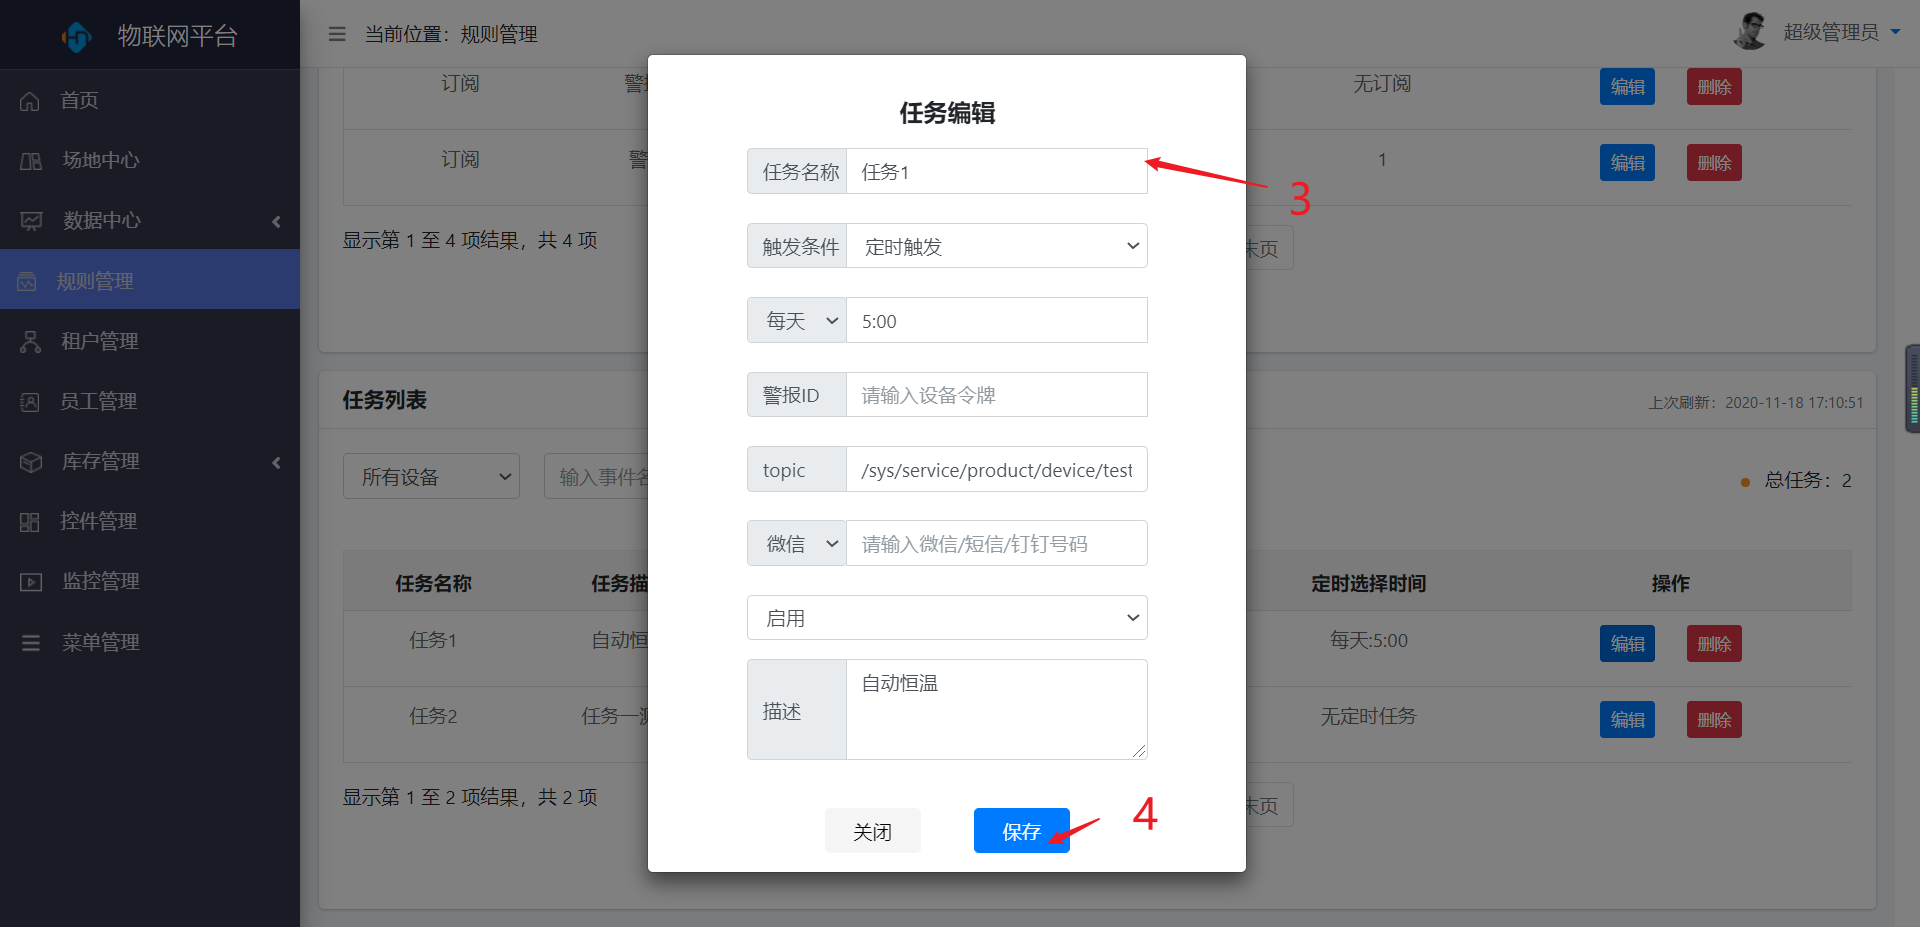 物联网平台
当前位置：规则管理
超级管理员
首页
场地中心
数据中心
规则管理
租户管理
员工管理
库存管理
控件管理
监控管理
菜单管理
订阅
无订阅
编辑
删除
订阅
1
编辑
删除
显示第 1 至 4 项结果，共 4 项
末页
任务列表
上次刷新：2020-11-18 17:10:51
所有设备
输入事件名
总任务：2
任务名称
任务描
定时选择时间
操作
任务1
自动恒
每天:5:00
编辑
删除
任务2
任务一测
无定时任务
编辑
删除
显示第 1 至 2 项结果，共 2 项
末页
任务编辑
任务名称
任务1
3
触发条件
定时触发
每天
5:00
警报ID
请输入设备令牌
topic
/sys/service/product/device/test
微信
请输入微信/短信/钉钉号码
启用
描述
自动恒温
关闭
保存
4